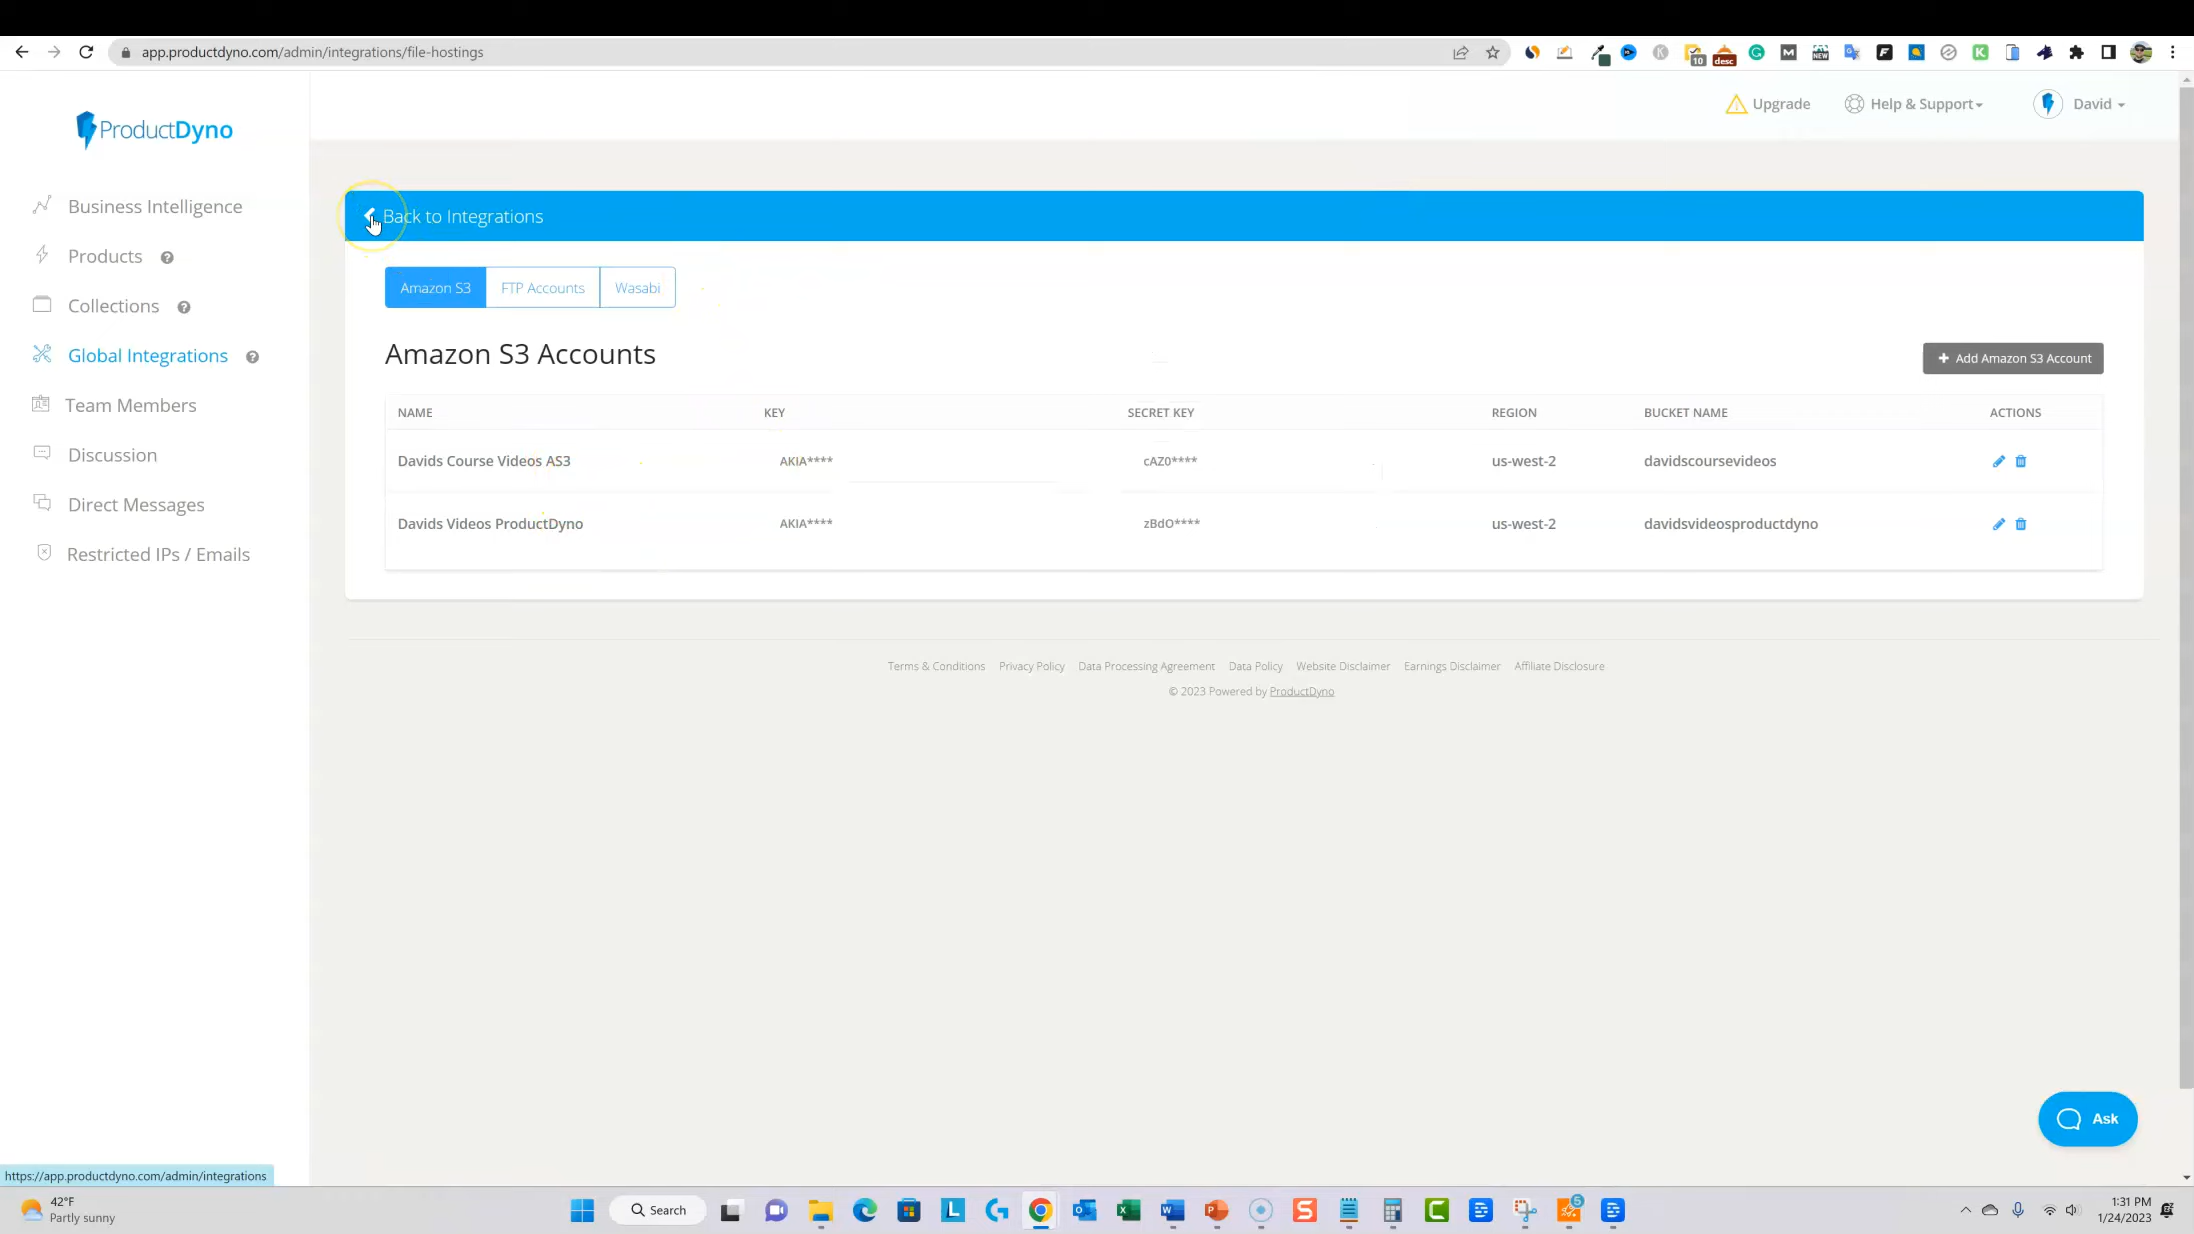 app.productdyno.com/admin/integrations/file-hostings
10
desc
NEW
ProductDyno
Upgrade
Help & Support
David
Business Intelligence
Products
Collections
Global Integrations
Team Members
Discussion
Direct Messages
Restricted IPs / Emails
Back to Integrations
Amazon S3 FTP Accounts Wasabi
Amazon S3 Accounts
+ Add Amazon S3 Account
NAME KEY SECRET KEY REGION BUCKET NAME ACTIONS
Davids Course Videos AS3 AKIA**** cAZ0**** us-west-2 davidscoursevideos
Davids Videos ProductDyno AKIA**** zBdO**** us-west-2 davidsvideosproductdyno
Terms & Conditions Privacy Policy Data Processing Agreement Data Policy Website Disclaimer Earnings Disclaimer Affiliate Disclosure
© 2023 Powered by ProductDyno
Ask
https://app.productdyno.com/admin/integrations
42°F
Partly sunny
Search
5
1:31 PM
1/24/2023